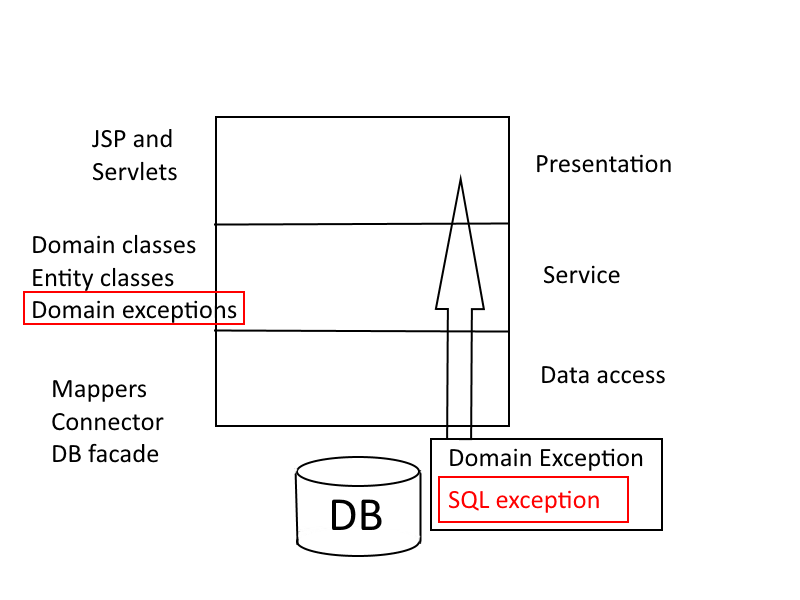 JSP and
Servlets
Presentation
Domain classes
Entity classes
Domain exceptions
Service
Mappers
Connector
DB facade
Data access
Domain Exception
SQL exception
DB